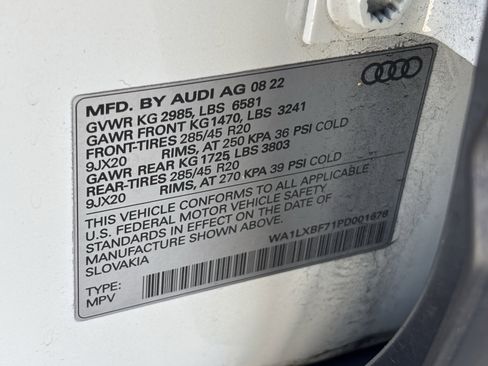 MFD. BY AUDI AG 08 22
GVWR KG 2985, LBS 6581
GAWR FRONT KG1470, LBS 3241
FRONT-TIRES 285/45 R20
9JX20 RIMS, AT 250 KPA 36 PSI COLD
GAWR REAR KG 1725, LBS 3803
REAR-TIRES 285/45 R20
9JX20 RIMS, AT 270 KPA 39 PSI COLD
THIS VEHICLE CONFORMS TO ALL APPLICABLE
U.S. FEDERAL MOTOR VEHICLE SAFETY
STANDARDS IN EFFECT ON THE DATE OF
MANUFACTURE SHOWN ABOVE.
SLOVAKIA
WA1LXBF71PD001678
TYPE:
MPV